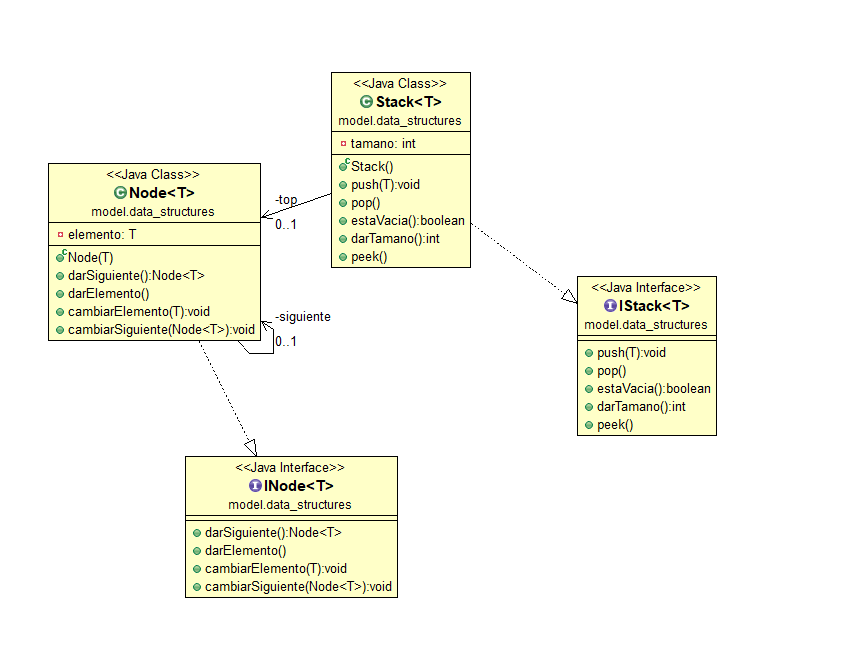 <<Java Class>>
Stack<T>
model.data_structures
tamano: int
Stack()
push(T):void
pop()
estaVacia():boolean
darTamano():int
peek()
<<Java Class>>
Node<T>
model.data_structures
elemento: T
Node(T)
darSiguiente():Node<T>
darElemento()
cambiarElemento(T):void
cambiarSiguiente(Node<T>):void
-top
0..1
-siguiente
0..1
<<Java Interface>>
IStack<T>
model.data_structures
push(T):void
pop()
estaVacia():boolean
darTamano():int
peek()
<<Java Interface>>
INode<T>
model.data_structures
darSiguiente():Node<T>
darElemento()
cambiarElemento(T):void
cambiarSiguiente(Node<T>):void